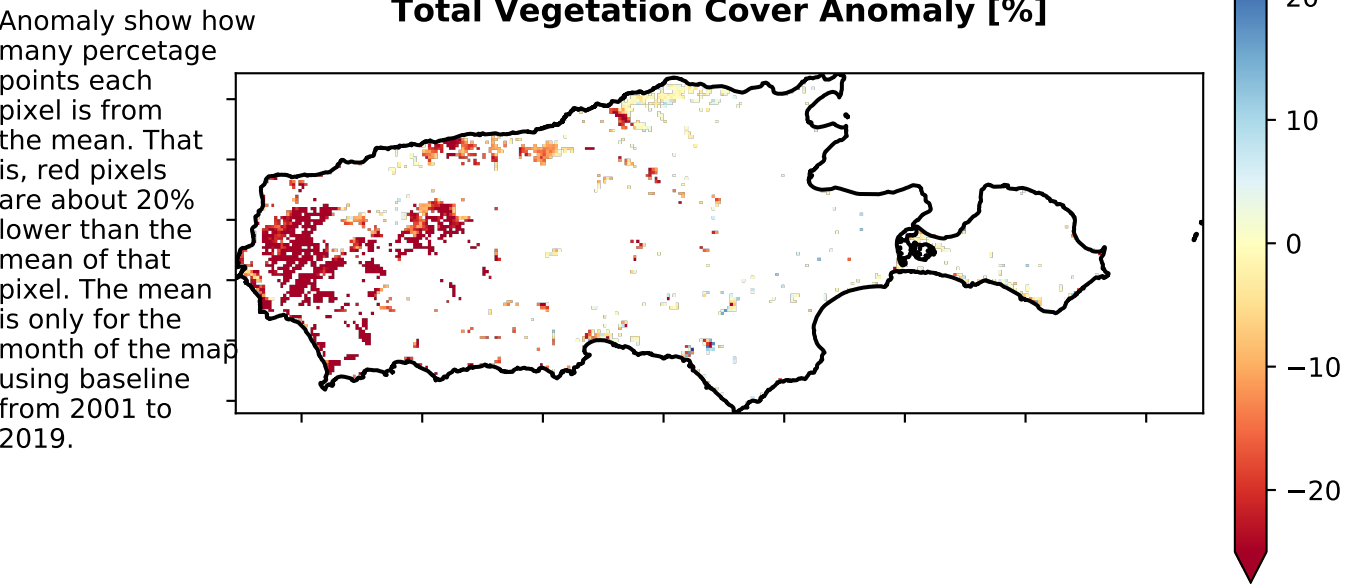 Total Vegetation Cover Anomaly [%]
Anomaly show how
many percetage
points each
pixel is from
the mean. That
is, red pixels
are about 20%
lower than the
mean of that
pixel. The mean
is only for the
month of the map
using baseline
from 2001 to
2019.
20
10
0
−10
−20